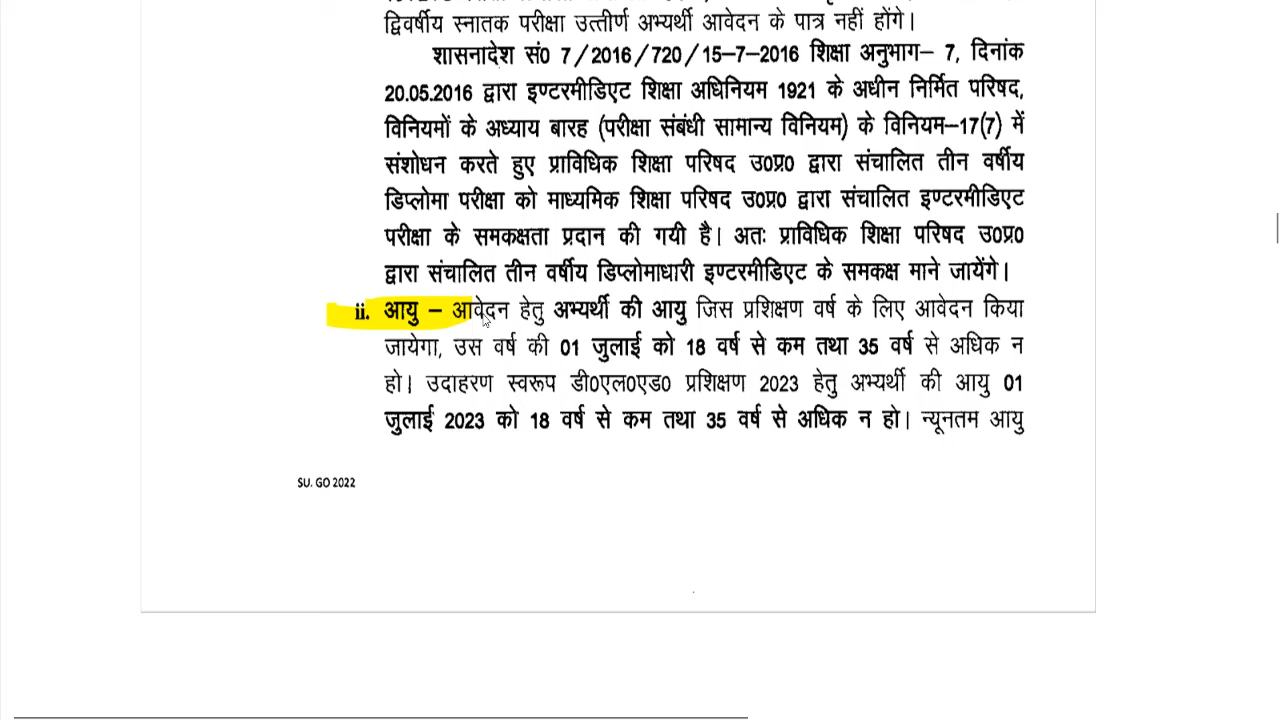 द्विवर्षीय स्नातक परीक्षा उत्तीर्ण अभ्यर्थी आवेदन के पात्र नहीं होंगे।
शासनादेश सं0 7/2016/720/15–7–2016 शिक्षा अनुभाग– 7, दिनांक
20.05.2016 द्वारा इण्टरमीडिएट शिक्षा अधिनियम 1921 के अधीन निर्मित परिषद,
विनियमों के अध्याय बारह (परीक्षा संबंधी सामान्य विनियम) के विनियम–17(7) में
संशोधन करते हुए प्राविधिक शिक्षा परिषद उ0प्र0 द्वारा संचालित तीन वर्षीय
डिप्लोमा परीक्षा को माध्यमिक शिक्षा परिषद उ0प्र0 द्वारा संचालित इण्टरमीडिएट
परीक्षा के समकक्षता प्रदान की गयी है। अतः प्राविधिक शिक्षा परिषद उ0प्र0
द्वारा संचालित तीन वर्षीय डिप्लोमाधारी इण्टरमीडिएट के समकक्ष माने जायेंगे।
ii. आयु – आवेदन हेतु अभ्यर्थी की आयु जिस प्रशिक्षण वर्ष के लिए आवेदन किया
जायेगा, उस वर्ष की 01 जुलाई को 18 वर्ष से कम तथा 35 वर्ष से अधिक न
हो। उदाहरण स्वरूप डी0एल0एड0 प्रशिक्षण 2023 हेतु अभ्यर्थी की आयु 01
जुलाई 2023 को 18 वर्ष से कम तथा 35 वर्ष से अधिक न हो। न्यूनतम आयु
SU. GO 2022